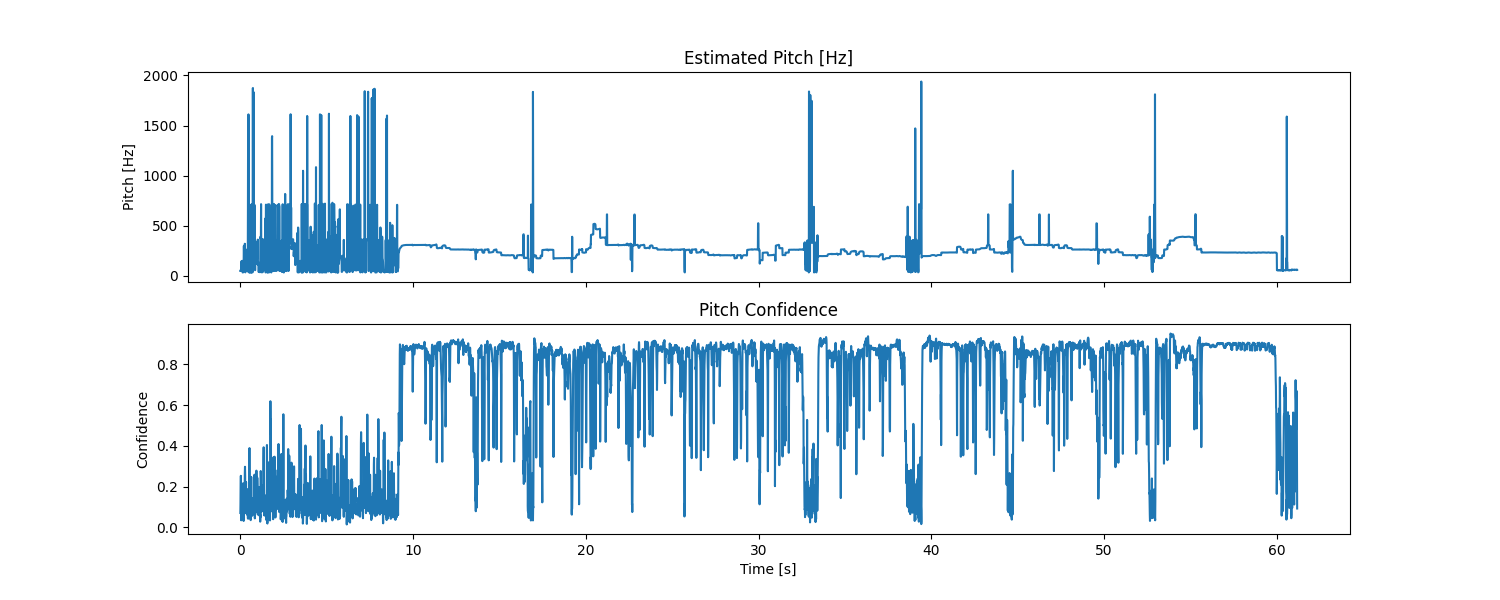 Estimated Pitch [Hz]
2000
1500
1000
500
0
Pitch [Hz]
Pitch Confidence
0.8
0.6
0.4
0.2
0.0
Confidence
0 10 20 30 40 50 60
Time [s]